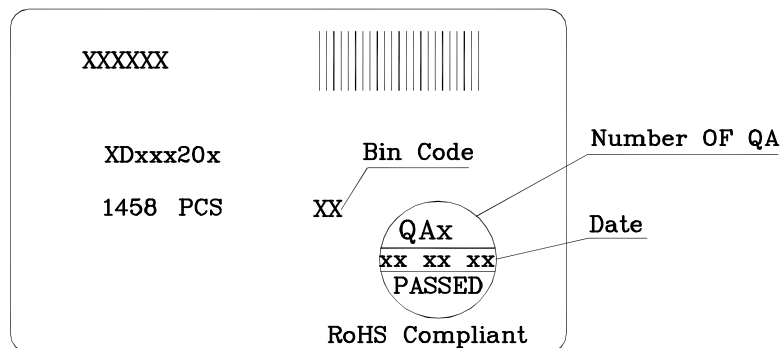 XXXXXX
Number OF QA
XDxxx20x
Bin Code
1458 PCS
XX
QAx
Date
xx xx xx
PASSED
RoHS Compliant